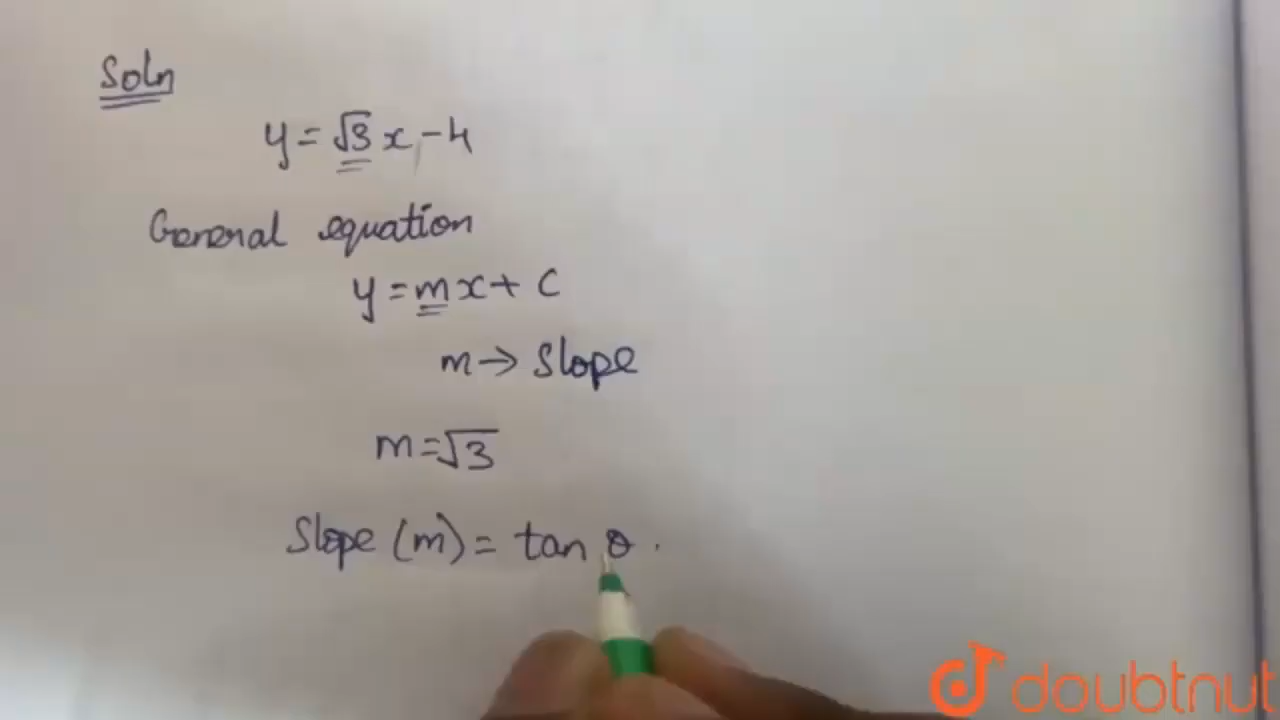 Soln
y = √3 x - 4
General equation
y = mx + c
m → Slope
m = √3
Slope (m) = tan θ .
doubtnut